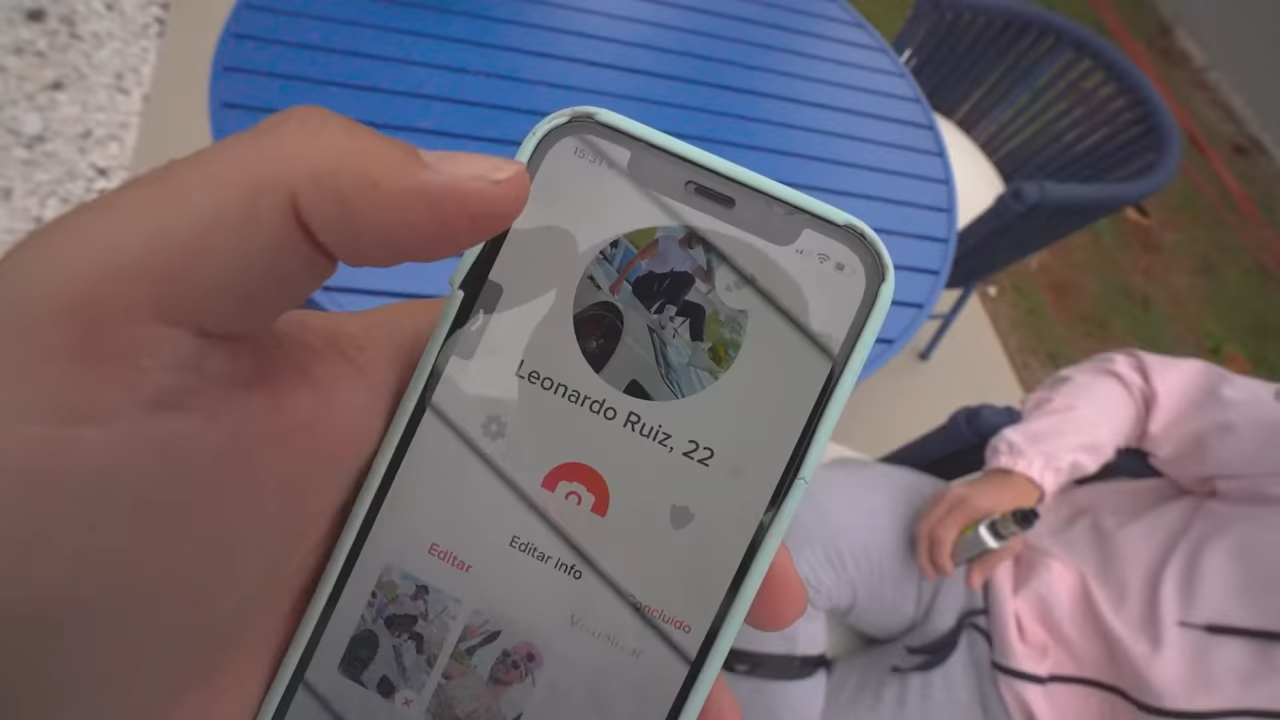 15:31
Leonardo Ruiz, 22
Editar Info
Editar
Concluído
Visualizar